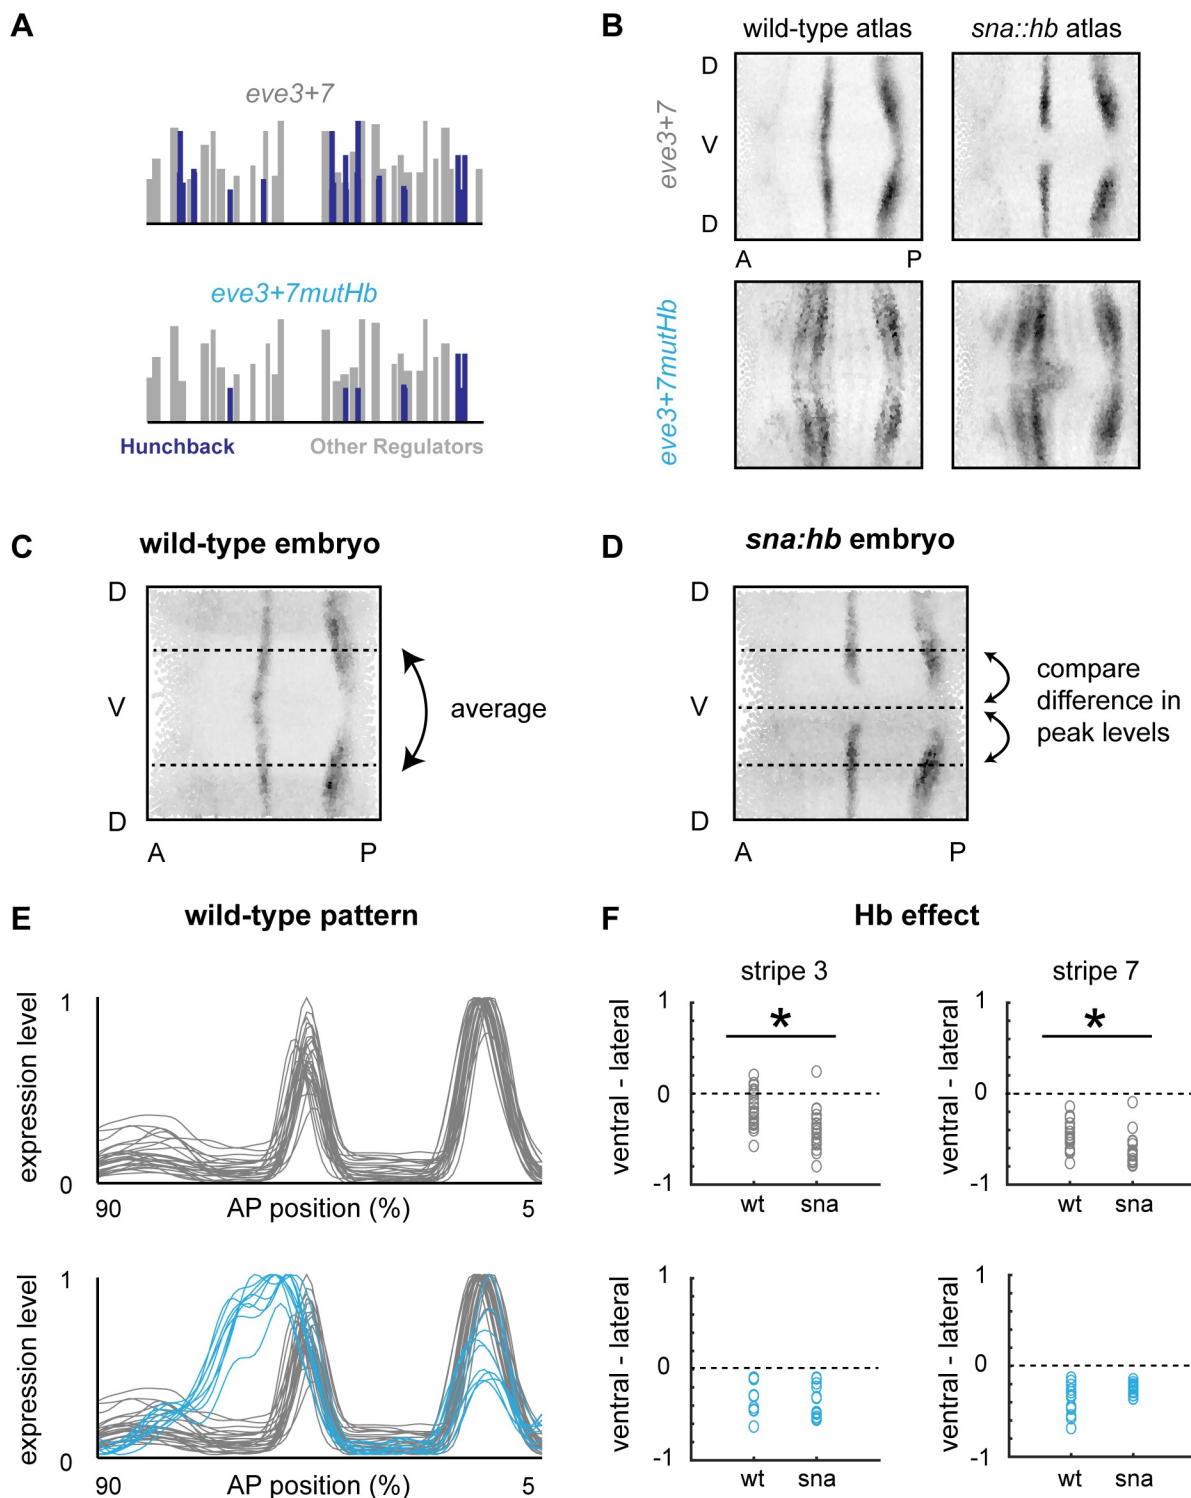 A
eve3+7
eve3+7mutHb
Hunchback
Other Regulators
B
wild-type atlas
sna::hb atlas
eve3+7
D
V
D
A
P
eve3+7mutHb
C
wild-type embryo
D
V
D
A
P
average
D
sna:hb embryo
D
V
D
A
P
compare
difference in
peak levels
E
wild-type pattern
expression level
1
0
90
AP position (%)
5
expression level
1
0
90
AP position (%)
5
F
Hb effect
stripe 3
ventral - lateral
1
0
-1
*
wt
sna
stripe 7
ventral - lateral
1
0
-1
*
wt
sna
ventral - lateral
1
0
-1
wt
sna
ventral - lateral
1
0
-1
wt
sna